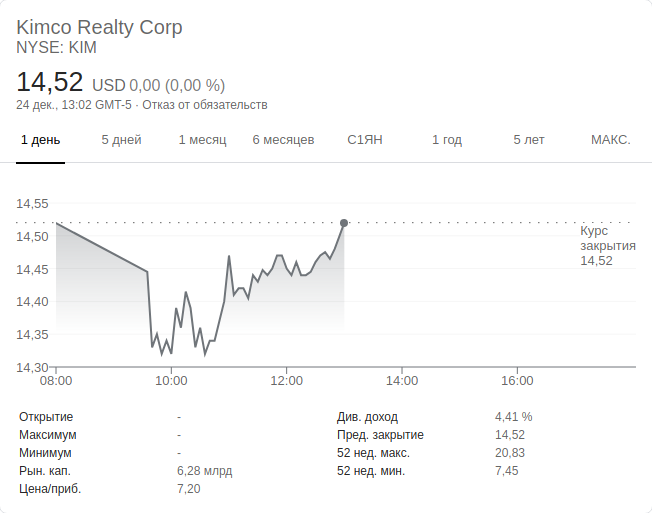 Kimco Realty Corp
NYSE: KIM
14,52 USD 0,00 (0,00 %)
24 дек., 13:02 GMT-5 · Отказ от обязательств
1 день 5 дней 1 месяц 6 месяцев С1ЯН 1 год 5 лет МАКС.
14,55
14,50
14,45
14,40
14,35
14,30
Курс
закрытия
14,52
08:00 10:00 12:00 14:00 16:00
Открытие - Див. доход 4,41 %
Максимум - Пред. закрытие 14,52
Минимум - 52 нед. макс. 20,83
Рын. кап. 6,28 млрд 52 нед. мин. 7,45
Цена/приб. 7,20